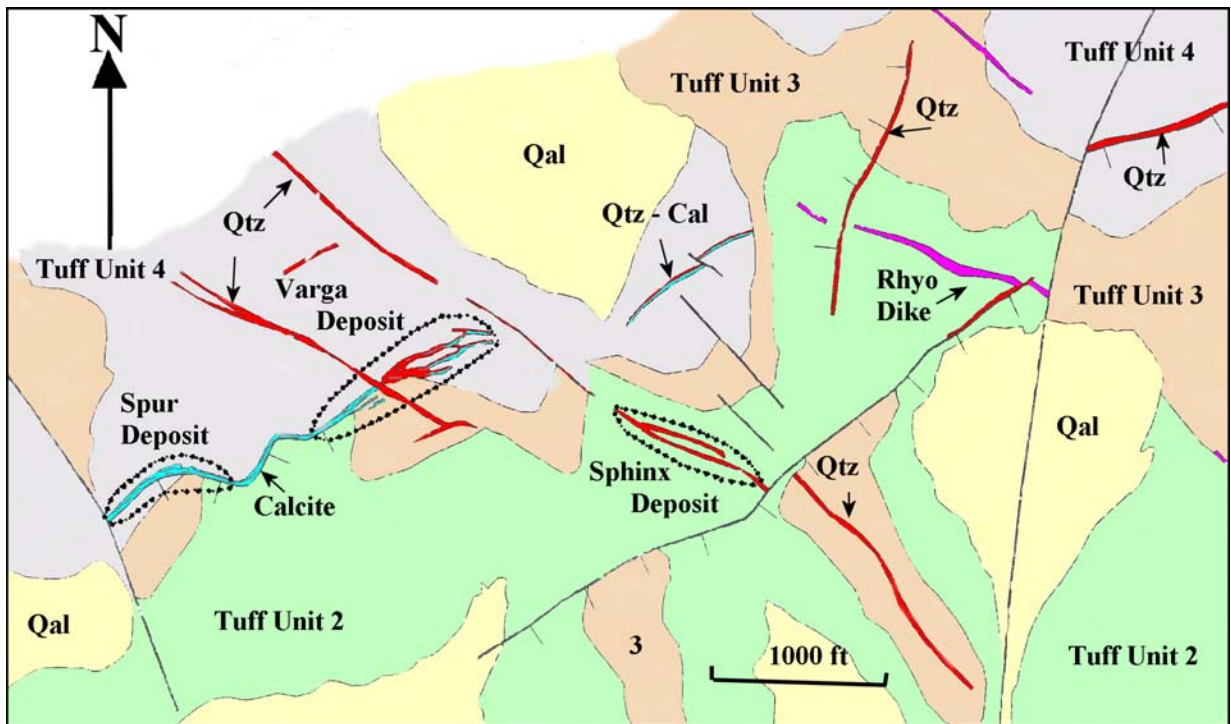 N
Tuff Unit 4
Tuff Unit 3
Qtz
Qal
Qtz
Qtz
Qtz - Cal
Tuff Unit 4
Varga
Deposit
Rhyo
Dike
Tuff Unit 3
Spur
Deposit
Qal
Sphinx
Deposit
Qtz
Calcite
Qal
Tuff Unit 2
3
1000 ft
Tuff Unit 2